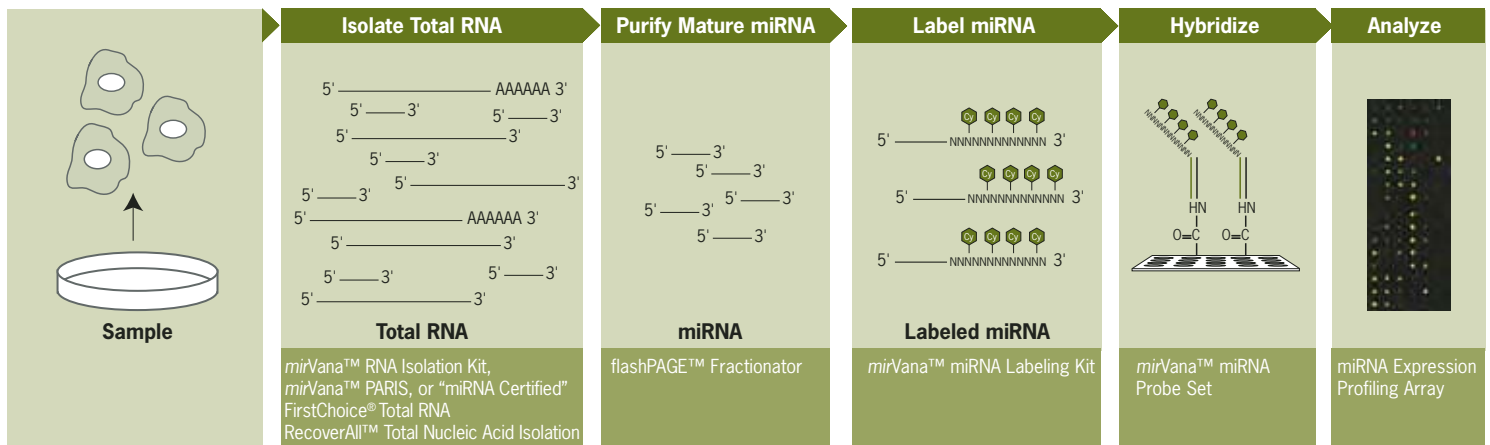 Isolate Total RNA
Purify Mature miRNA
Label miRNA
Hybridize
Analyze
5' AAAAAA 3'
5' 3'
5' 3'
5' 3'
5' 3'
5' 3'
5' 3'
5' AAAAAA 3'
5' 3'
5' 3'
5' 3'
5' 3'
5' 3'
5' 3'
5' 3'
5' 3'
5' 3'
Cy Cy Cy Cy
5' NNNNNNNNNNNNN 3'
Cy Cy Cy Cy
5' NNNNNNNNNNNNN 3'
Cy Cy Cy Cy
5' NNNNNNNNNNNNN 3'
HN HN
O=C O=C
Sample
Total RNA
miRNA
Labeled miRNA
mirVana™ RNA Isolation Kit,
mirVana™ PARIS, or “miRNA Certified”
FirstChoice® Total RNA
RecoverAll™ Total Nucleic Acid Isolation
flashPAGE™ Fractionator
mirVana™ miRNA Labeling Kit
mirVana™ miRNA
Probe Set
miRNA Expression
Profiling Array